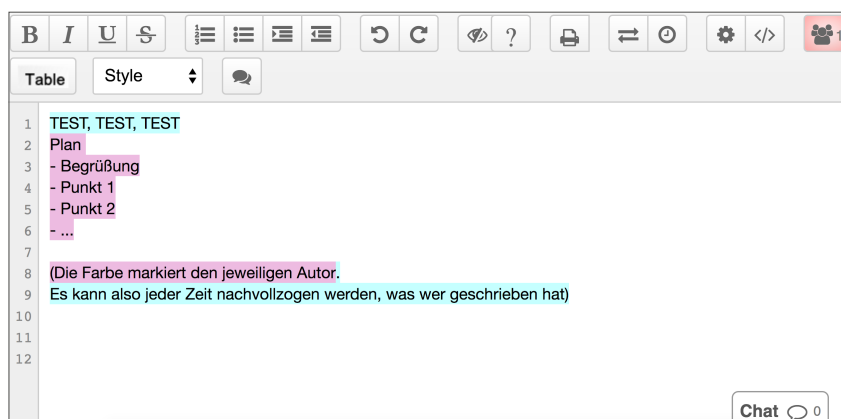 B I U S ?
</> 1
Table Style
1 TEST, TEST, TEST
2 Plan
3 - Begrüßung
4 - Punkt 1
5 - Punkt 2
6 - ...
7
8 (Die Farbe markiert den jeweiligen Autor.
9 Es kann also jeder Zeit nachvollzogen werden, was wer geschrieben hat)
10
11
12
Chat 0